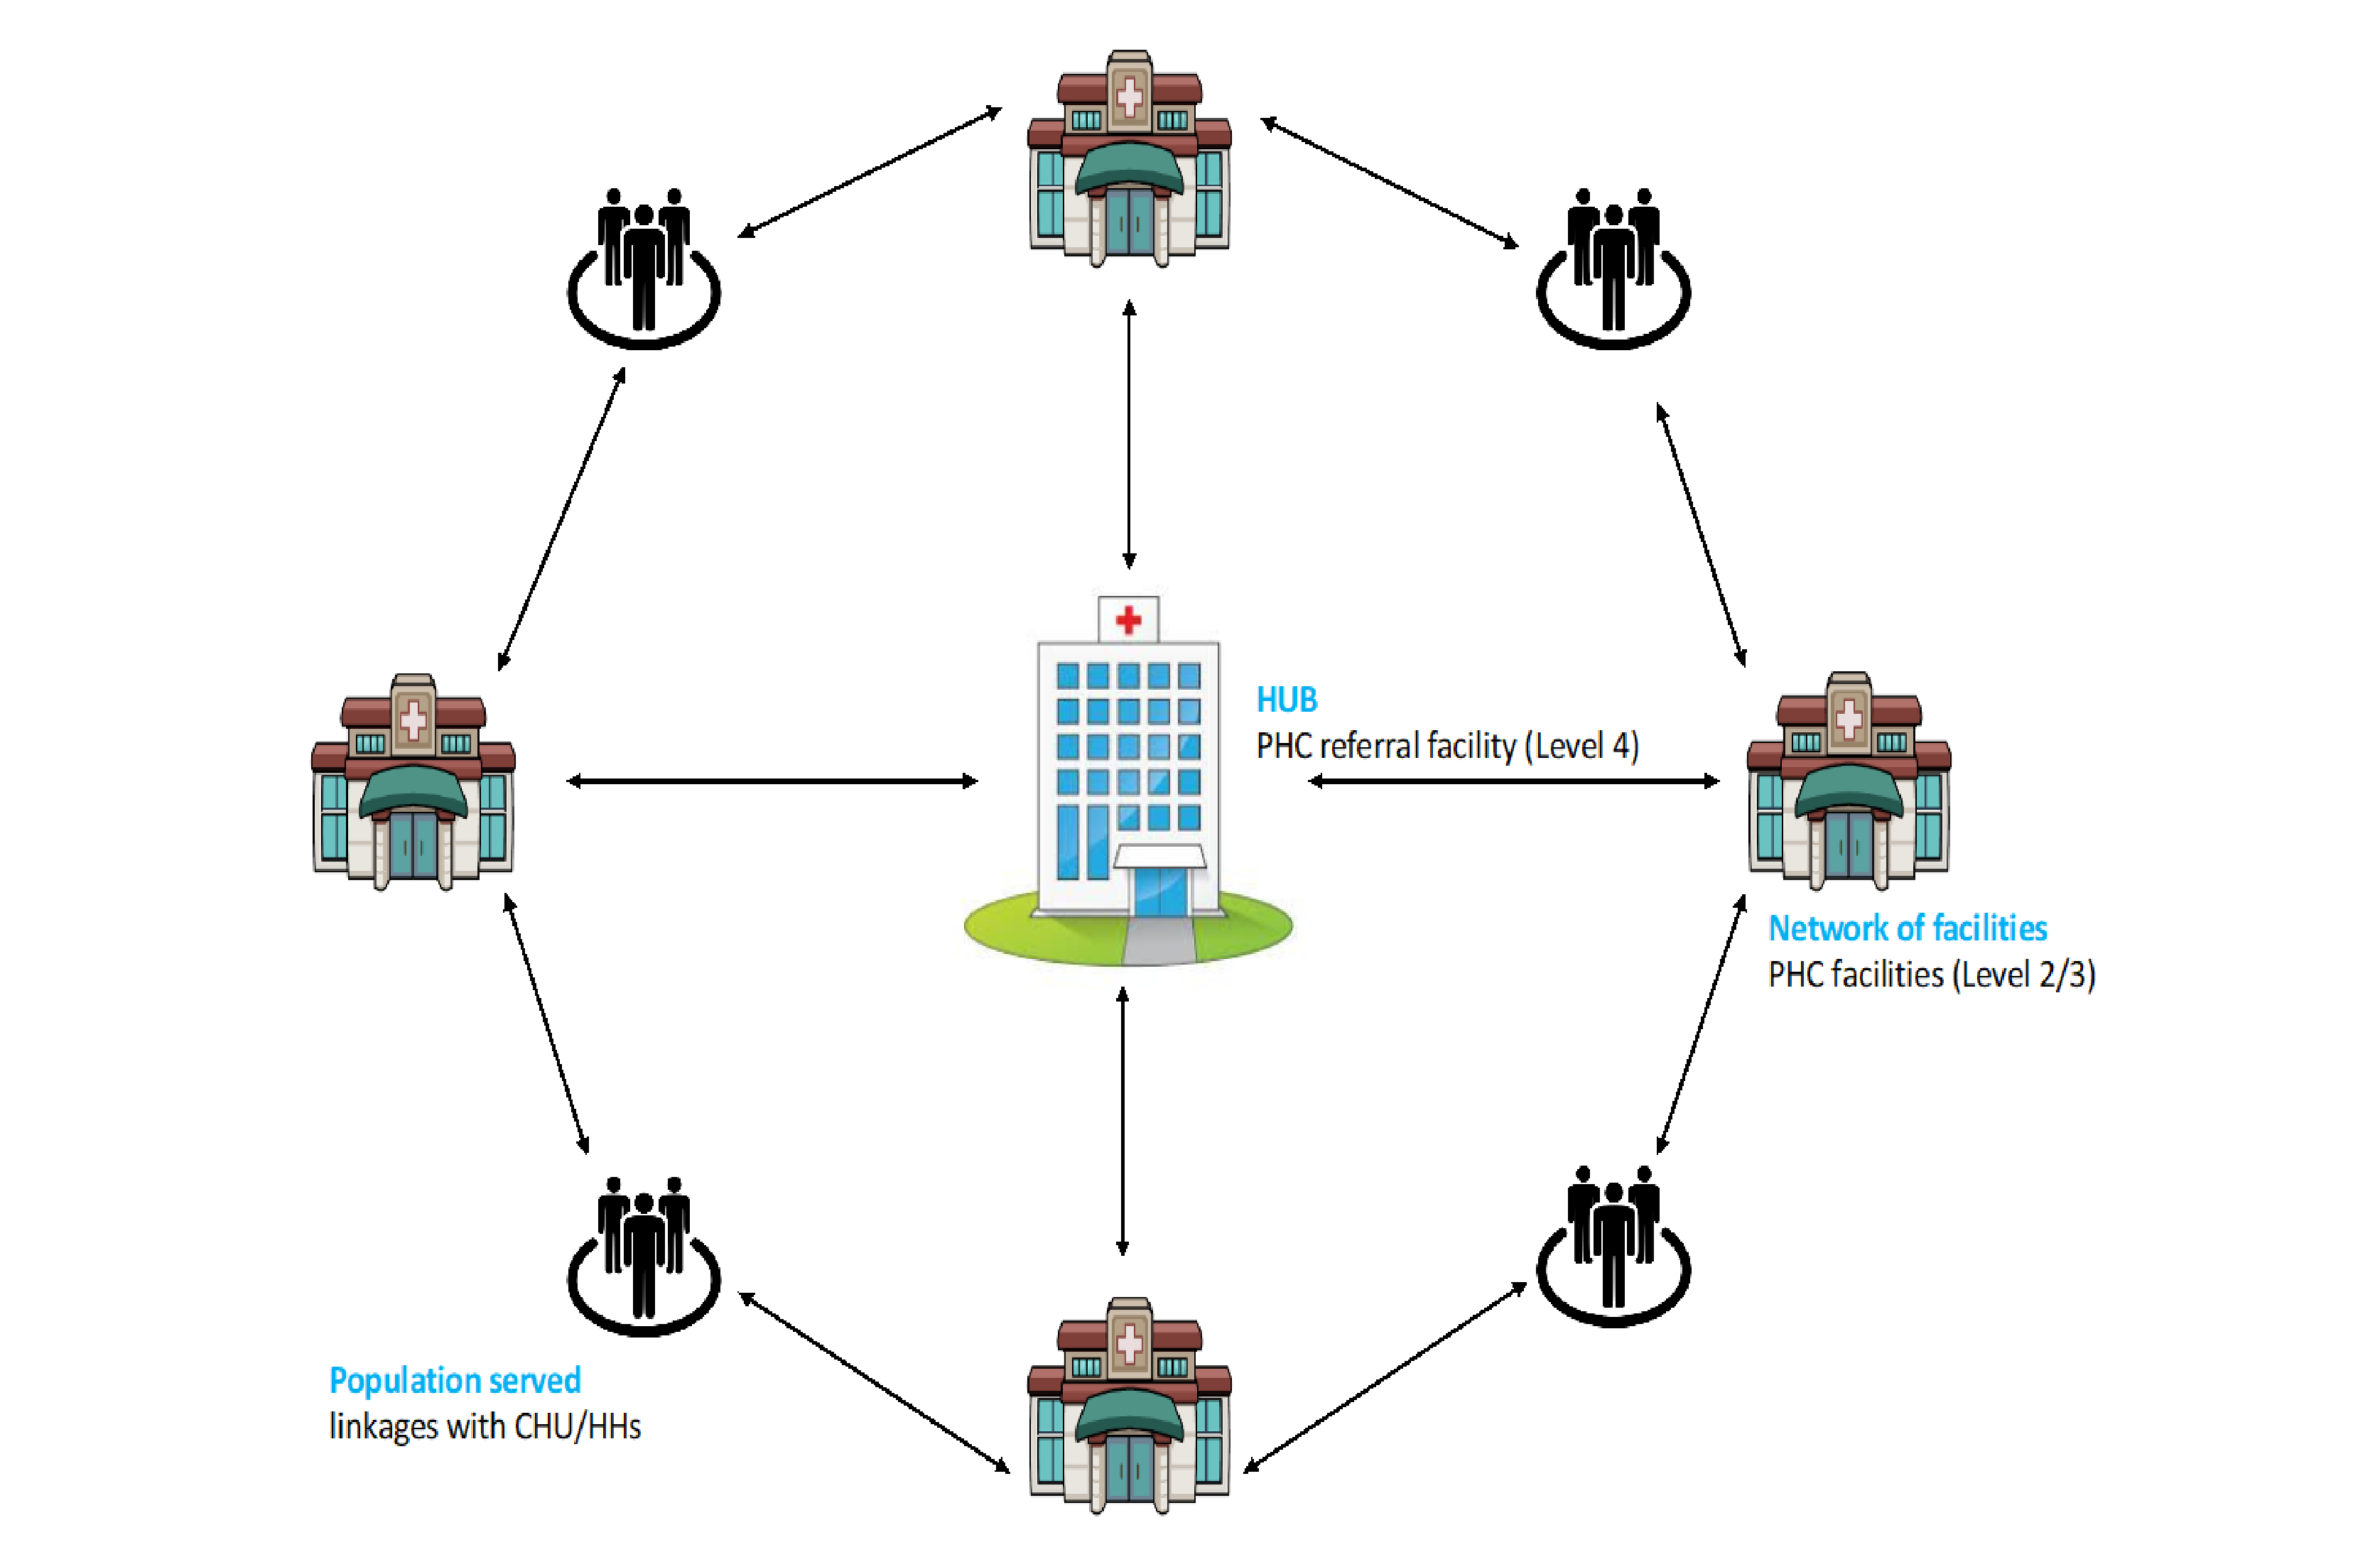 HUB
PHC referral facility (Level 4)
Network of facilities
PHC facilities (Level 2/3)
Population served
linkages with CHU/HHs